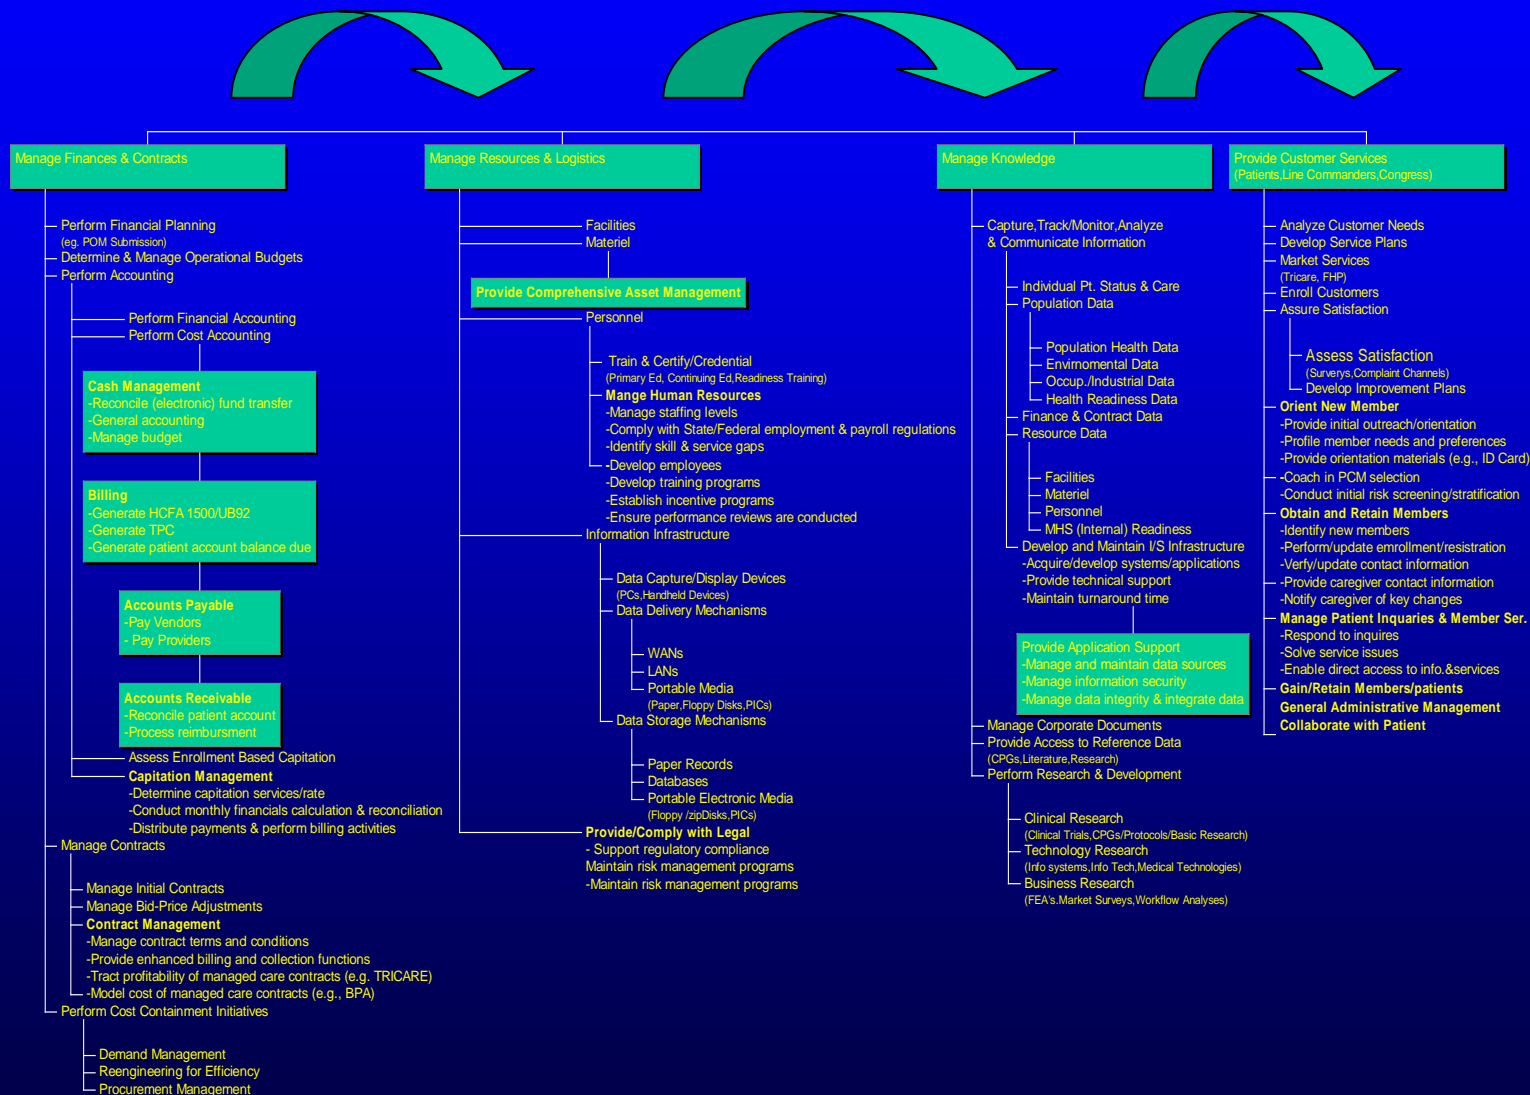 Manage Finances & Contracts
Perform Financial Planning
(eg. POM Submission)
Determine & Manage Operational Budgets
Perform Accounting
Perform Financial Accounting
Perform Cost Accounting
Cash Management
-Reconcile (electronic) fund transfer
-General accounting
-Manage budget
Billing
-Generate HCFA 1500/UB92
-Generate TPC
-Generate patient account balance due
Accounts Payable
-Pay Vendors
- Pay Providers
Accounts Receivable
-Reconcile patient account
-Process reimbursment
Assess Enrollment Based Capitation
Capitation Management
-Determine capitation services/rate
-Conduct monthly financials calculation & reconciliation
-Distribute payments & perform billing activities
Manage Contracts
Manage Initial Contracts
Manage Bid-Price Adjustments
Contract Management
-Manage contract terms and conditions
-Provide enhanced billing and collection functions
-Tract profitability of managed care contracts (e.g. TRICARE)
-Model cost of managed care contracts (e.g., BPA)
Perform Cost Containment Initiatives
Demand Management
Reengineering for Efficiency
Procurement Management
Manage Resources & Logistics
Facilities
Materiel
Provide Comprehensive Asset Management
Personnel
Train & Certify/Credential
(Primary Ed, Continuing Ed,Readiness Training)
Mange Human Resources
-Manage staffing levels
-Comply with State/Federal employment & payroll regulations
-Identify skill & service gaps
-Develop employees
-Develop training programs
-Establish incentive programs
-Ensure performance reviews are conducted
Information Infrastructure
Data Capture/Display Devices
(PCs,Handheld Devices)
Data Delivery Mechanisms
WANs
LANs
Portable Media
(Paper,Floppy Disks,PICs)
Data Storage Mechanisms
Paper Records
Databases
Portable Electronic Media
(Floppy /zipDisks,PICs)
Provide/Comply with Legal
- Support regulatory compliance
Maintain risk management programs
-Maintain risk management programs
Manage Knowledge
Capture,Track/Monitor,Analyze
& Communicate Information
Individual Pt. Status & Care
Population Data
Population Health Data
Envirnomental Data
Occup./Industrial Data
Health Readiness Data
Finance & Contract Data
Resource Data
Facilities
Materiel
Personnel
MHS (Internal) Readiness
Develop and Maintain I/S Infrastructure
-Acquire/develop systems/applications
-Provide technical support
-Maintain turnaround time
Provide Application Support
-Manage and maintain data sources
-Manage information security
-Manage data integrity & integrate data
Manage Corporate Documents
Provide Access to Reference Data
(CPGs,Literature,Research)
Perform Research & Development
Clinical Research
(Clinical Trials,CPGs/Protocols/Basic Research)
Technology Research
(Info systems,Info Tech,Medical Technologies)
Business Research
(FEA's.Market Surveys,Workflow Analyses)
Provide Customer Services
(Patients,Line Commanders,Congress)
Analyze Customer Needs
Develop Service Plans
Market Services
(Tricare, FHP)
Enroll Customers
Assure Satisfaction
Assess Satisfaction
(Surverys,Complaint Channels)
Develop Improvement Plans
Orient New Member
-Provide initial outreach/orientation
-Profile member needs and preferences
-Provide orientation materials (e.g., ID Card)
-Coach in PCM selection
-Conduct initial risk screening/stratification
Obtain and Retain Members
-Identify new members
-Perform/update emrollment/resistration
-Verfy/update contact information
-Provide caregiver contact information
-Notify caregiver of key changes
Manage Patient Inquaries & Member Ser.
-Respond to inquires
-Solve service issues
-Enable direct access to info.&services
Gain/Retain Members/patients
General Administrative Management
Collaborate with Patient